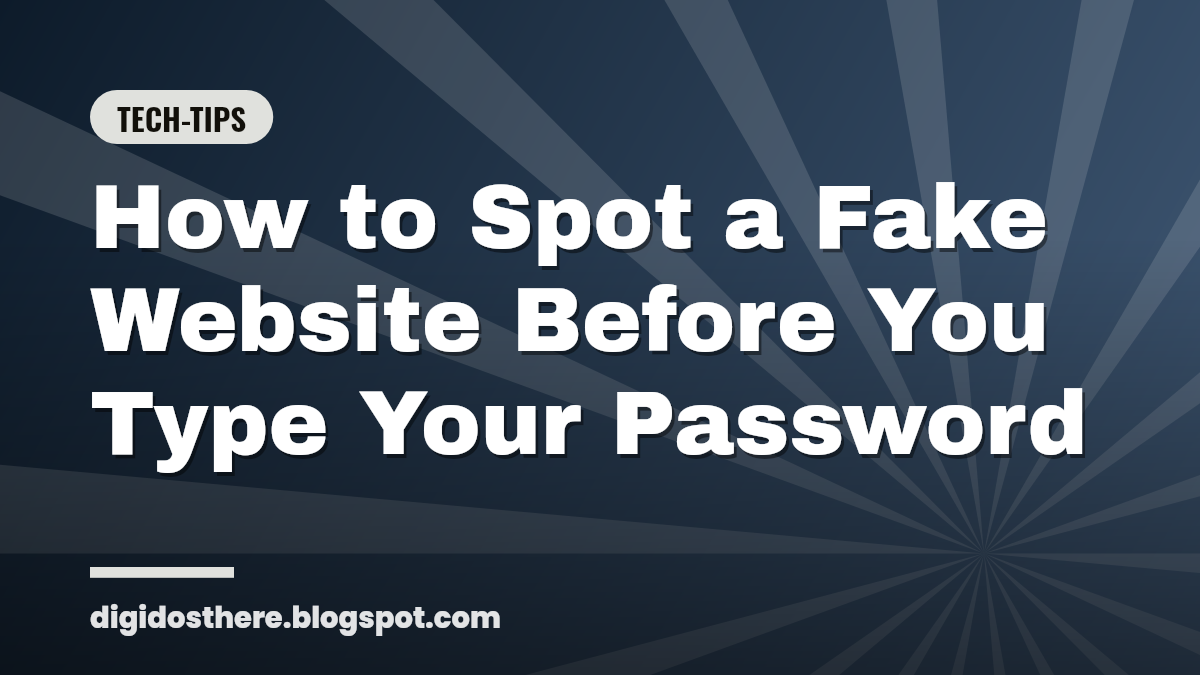 TECH-TIPS
How to Spot a Fake
Website Before You
Type Your Password
digidosthere.blogspot.com